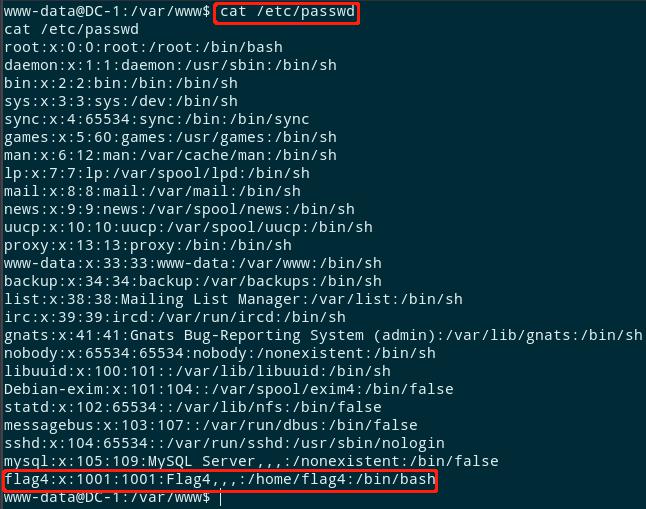 www-data@DC-1:/var/www$ cat /etc/passwd
cat /etc/passwd
root:x:0:0:root:/root:/bin/bash
daemon:x:1:1:daemon:/usr/sbin:/bin/sh
bin:x:2:2:bin:/bin:/bin/sh
sys:x:3:3:sys:/dev:/bin/sh
sync:x:4:65534:sync:/bin:/bin/sync
games:x:5:60:games:/usr/games:/bin/sh
man:x:6:12:man:/var/cache/man:/bin/sh
lp:x:7:7:lp:/var/spool/lpd:/bin/sh
mail:x:8:8:mail:/var/mail:/bin/sh
news:x:9:9:news:/var/spool/news:/bin/sh
uucp:x:10:10:uucp:/var/spool/uucp:/bin/sh
proxy:x:13:13:proxy:/bin:/bin/sh
www-data:x:33:33:www-data:/var/www:/bin/sh
backup:x:34:34:backup:/var/backups:/bin/sh
list:x:38:38:Mailing List Manager:/var/list:/bin/sh
irc:x:39:39:ircd:/var/run/ircd:/bin/sh
gnats:x:41:41:Gnats Bug-Reporting System (admin):/var/lib/gnats:/bin/sh
nobody:x:65534:65534:nobody:/nonexistent:/bin/sh
libuuid:x:100:101::/var/lib/libuuid:/bin/sh
Debian-exim:x:101:104::/var/spool/exim4:/bin/false
statd:x:102:65534::/var/lib/nfs:/bin/false
messagebus:x:103:107::/var/run/dbus:/bin/false
sshd:x:104:65534::/var/run/sshd:/usr/sbin/nologin
mysql:x:105:109:MySQL Server,,,:/nonexistent:/bin/false
flag4:x:1001:1001:Flag4,,,:/home/flag4:/bin/bash
www-data@DC-1:/var/www$